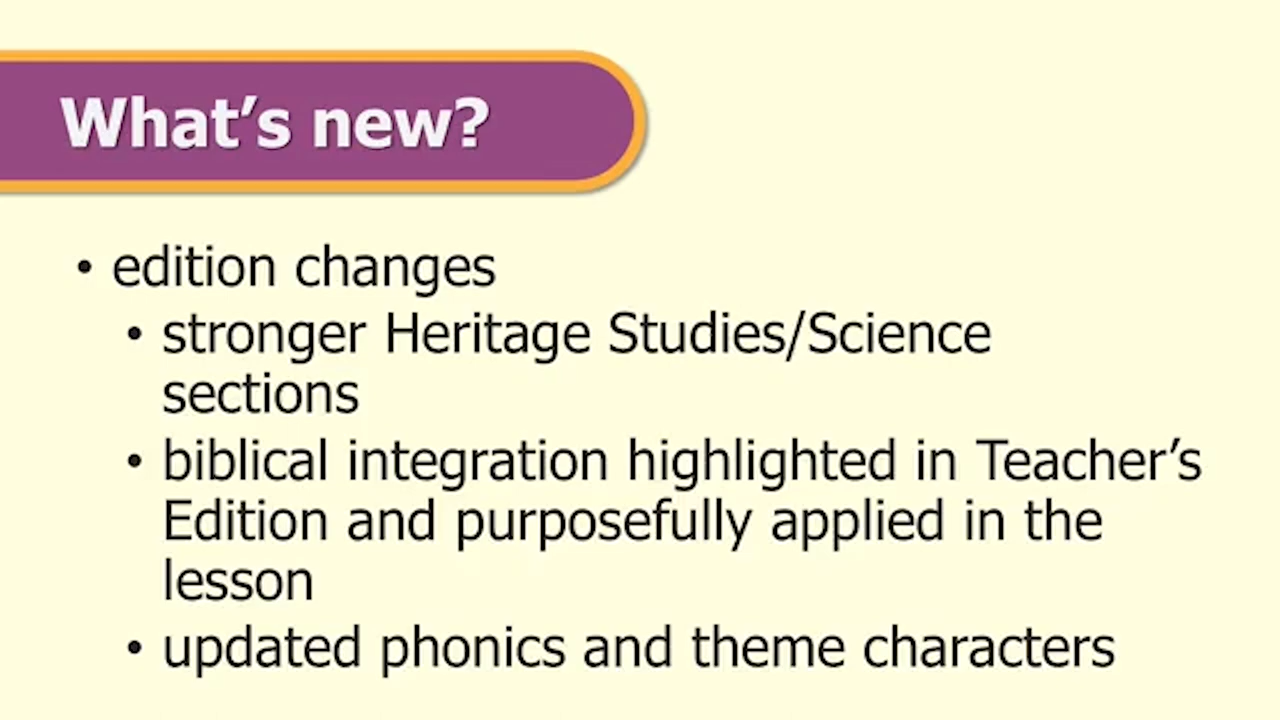 What’s new?
• edition changes
• stronger Heritage Studies/Science
sections
• biblical integration highlighted in Teacher’s
Edition and purposefully applied in the
lesson
• updated phonics and theme characters